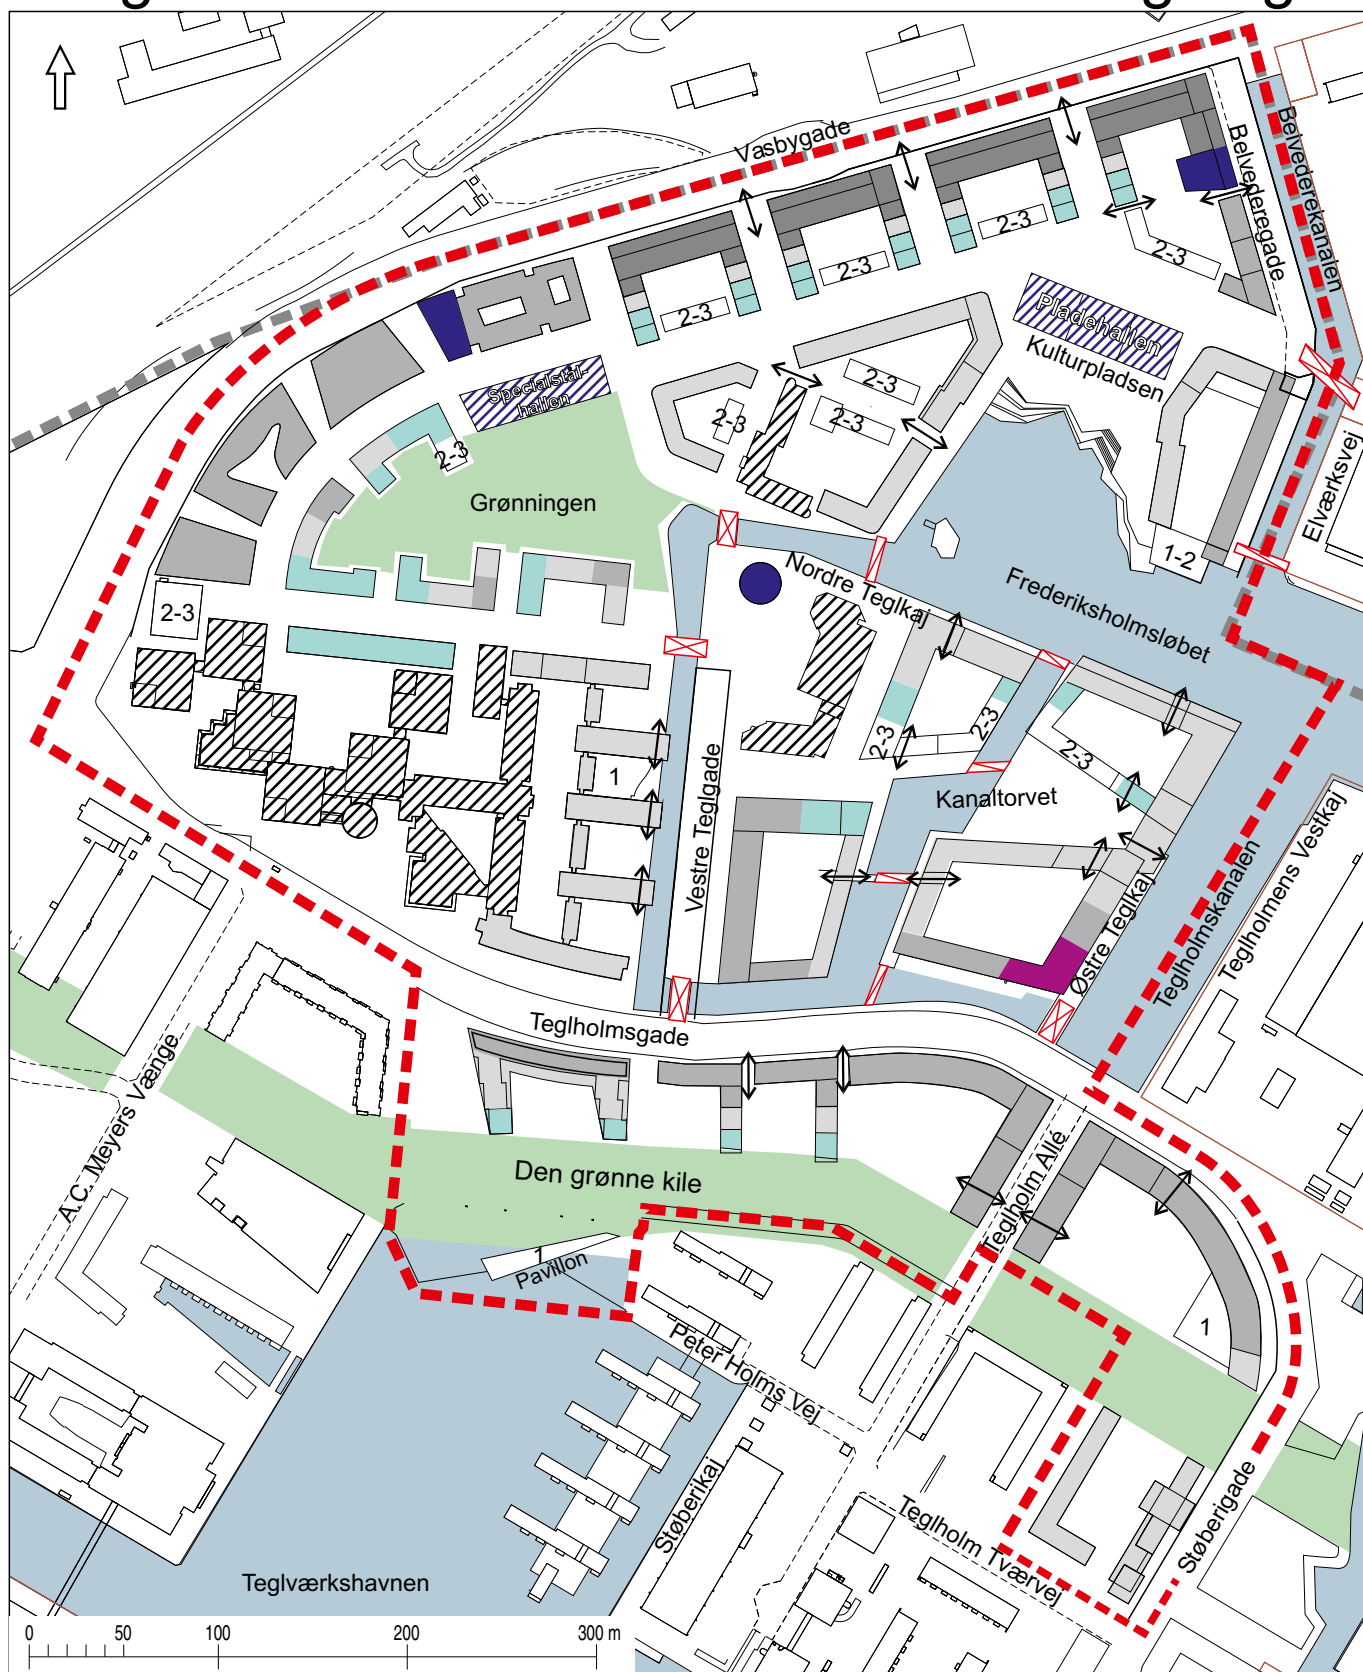 Vasbygade
Belvederegade
Belvederekanalen
2-3
2-3
2-3
2-3
Pladehallen
Kulturpladsen
Specialstål-
hallen
2-3
2-3
2-3
2-3
Grønningen
Elværksvej
1-2
Nordre Teglkaj
Frederiksholmsløbet
2-3
2-3
2-3
2-3
1
Kanaltorvet
Vestre Teglgade
Østre Teglkaj
Teglholmskanalen
Teglholmens Vestkaj
Teglholmsgade
A.C. Meyers Vænge
Den grønne kile
Teglholm Allé
1
Pavillon
1
Peter Holms Vej
Støberikaj
Teglholm Tværvej
Støberigade
Teglværkshavnen
0 50 100 200 300 m